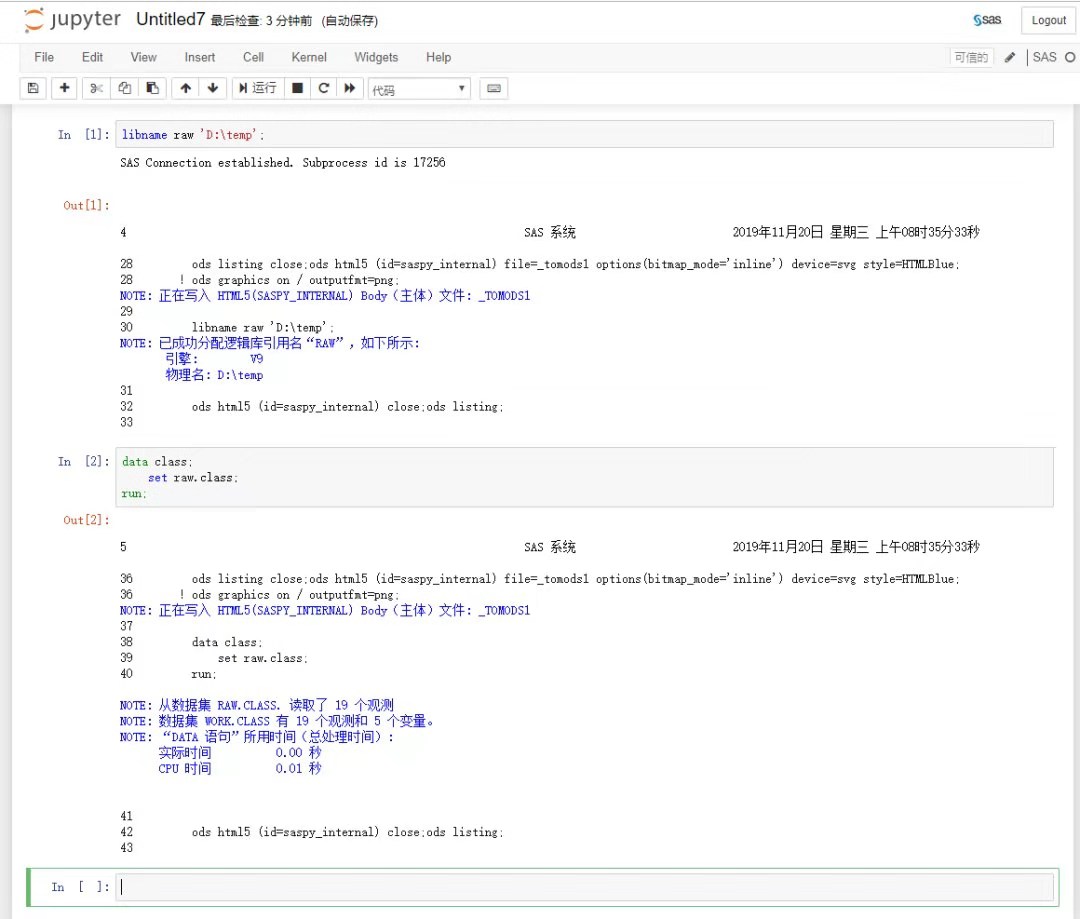 jupyter Untitled7 最后检查: 3 分钟前 (自动保存) sas Logout
File Edit View Insert Cell Kernel Widgets Help 可信的 SAS
运行 代码
In [1]: libname raw 'D:\temp';
SAS Connection established. Subprocess id is 17256
Out[1]:
4 SAS 系统 2019年11月20日 星期三 上午08时35分33秒
28 ods listing close;ods html5 (id=saspy_internal) file=_tomods1 options(bitmap_mode='inline') device=svg style=HTMLBlue;
28 ! ods graphics on / outputfmt=png;
NOTE: 正在写入 HTML5(SASPY_INTERNAL) Body（主体）文件: _TOMODS1
29
30 libname raw 'D:\temp';
NOTE: 已成功分配逻辑库引用名“RAW”，如下所示:
引擎: V9
物理名: D:\temp
31
32 ods html5 (id=saspy_internal) close;ods listing;
33
In [2]: data class;
set raw.class;
run;
Out[2]:
5 SAS 系统 2019年11月20日 星期三 上午08时35分33秒
36 ods listing close;ods html5 (id=saspy_internal) file=_tomods1 options(bitmap_mode='inline') device=svg style=HTMLBlue;
36 ! ods graphics on / outputfmt=png;
NOTE: 正在写入 HTML5(SASPY_INTERNAL) Body（主体）文件: _TOMODS1
37
38 data class;
39 set raw.class;
40 run;
NOTE: 从数据集 RAW.CLASS. 读取了 19 个观测
NOTE: 数据集 WORK.CLASS 有 19 个观测和 5 个变量。
NOTE: “DATA 语句”所用时间（总处理时间）:
实际时间 0.00 秒
CPU 时间 0.01 秒
41
42 ods html5 (id=saspy_internal) close;ods listing;
43
In [ ]: